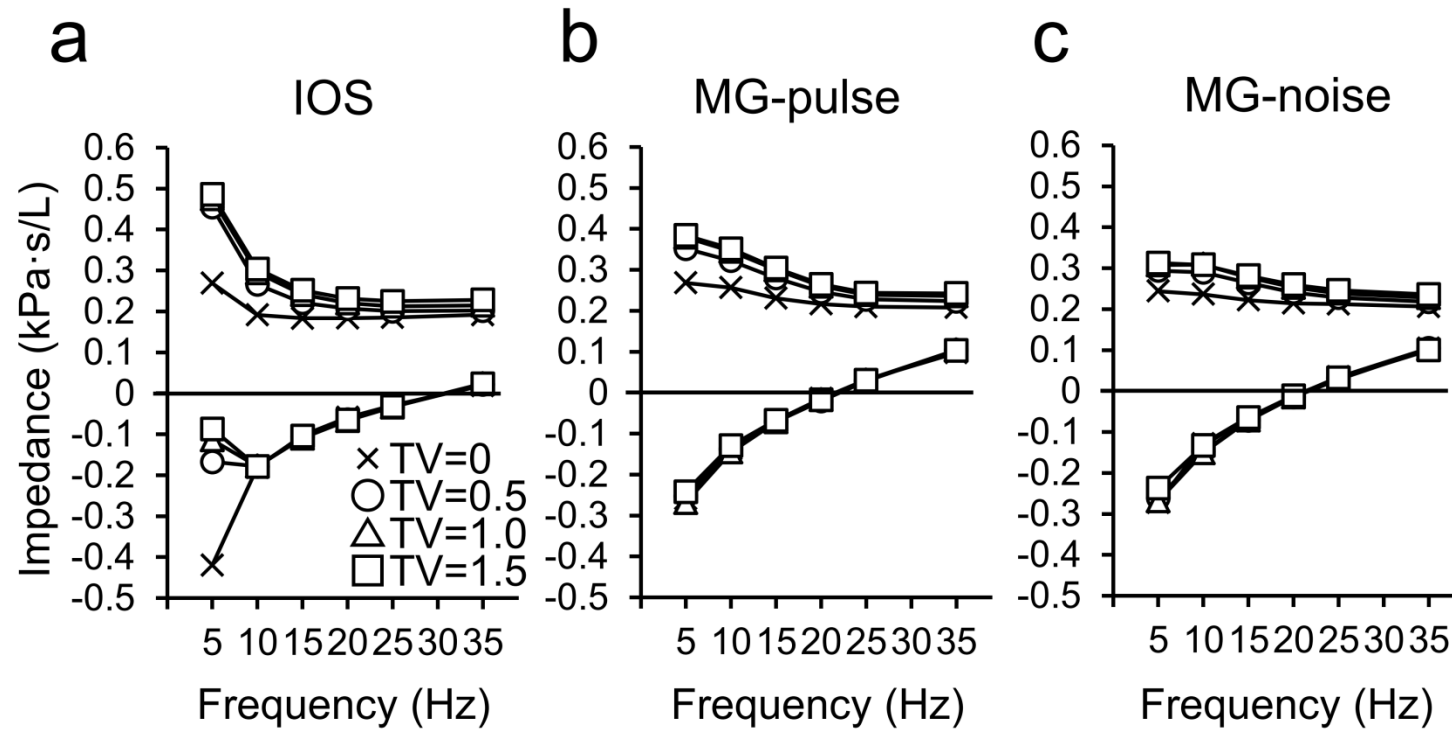 a
IOS
Impedance (kPa·s/L)
0.6
0.5
0.4
0.3
0.2
0.1
0
-0.1
-0.2
-0.3
-0.4
-0.5
TV=0
TV=0.5
TV=1.0
TV=1.5
5 10 15 20 25 30 35
Frequency (Hz)
b
MG-pulse
0.6
0.5
0.4
0.3
0.2
0.1
0
-0.1
-0.2
-0.3
-0.4
-0.5
5 10 15 20 25 30 35
Frequency (Hz)
c
MG-noise
0.6
0.5
0.4
0.3
0.2
0.1
0
-0.1
-0.2
-0.3
-0.4
-0.5
5 10 15 20 25 30 35
Frequency (Hz)